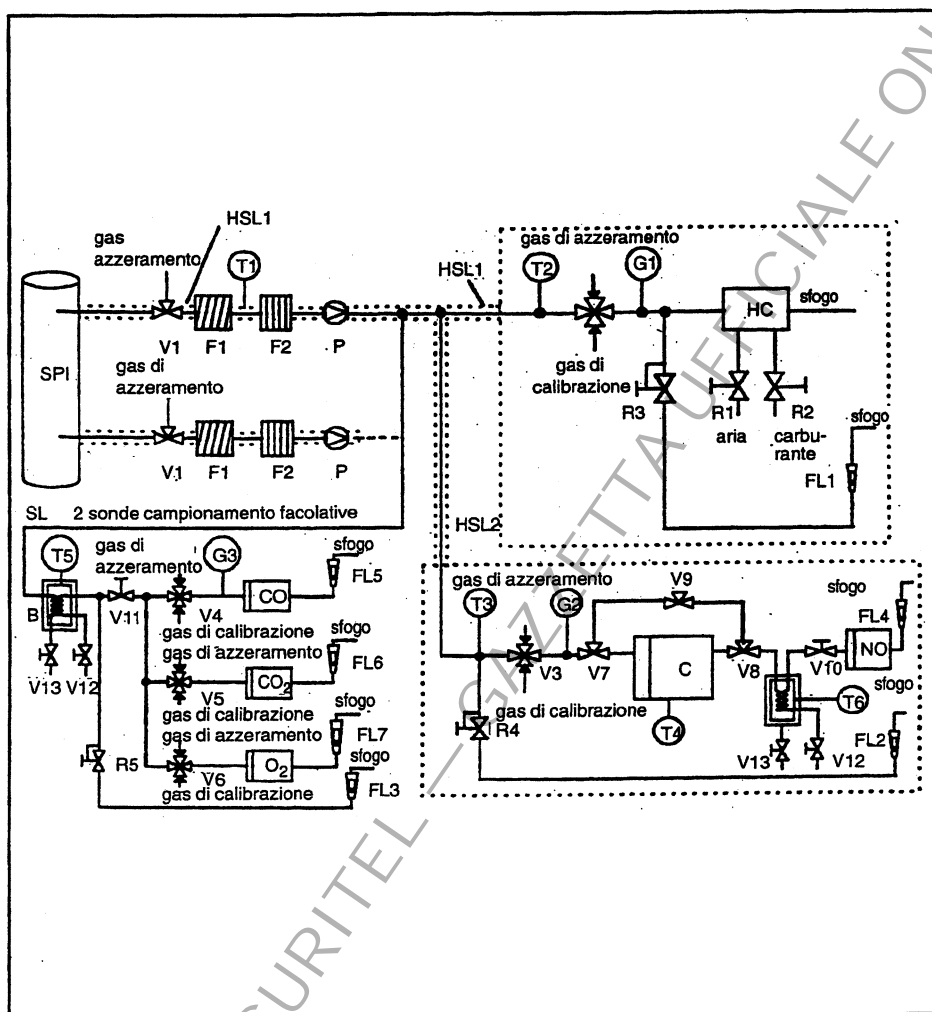 HSL1
gas
azzeramento
T1
V1
F1
F2
P
SPI
gas di
azzeramento
V1
F1
F2
P
SL 2 sonde campionamento facolative
HSL1
gas di azzeramento
T2
G1
HC
sfogo
gas di
calibrazione
R3
R1
aria
R2
carbu-
rante
sfogo
FL1
HSL2
T5
gas di
azzeramento
G3
sfogo
FL5
B
V11
V4
CO
gas di calibrazione
gas di azzeramento
sfogo
FL6
V13
V12
V5
CO2
gas di calibrazione
gas di azzeramento
FL7
sfogo
R5
V6
O2
gas di calibrazione
FL3
gas di azzeramento
T3
G2
V9
sfogo
FL4
V3
V7
C
V8
V10
NO
sfogo
gas di calibrazione
R4
T4
T6
V13
V12
FL2
SURITEL — GAZZETTA UFFICIALE ON